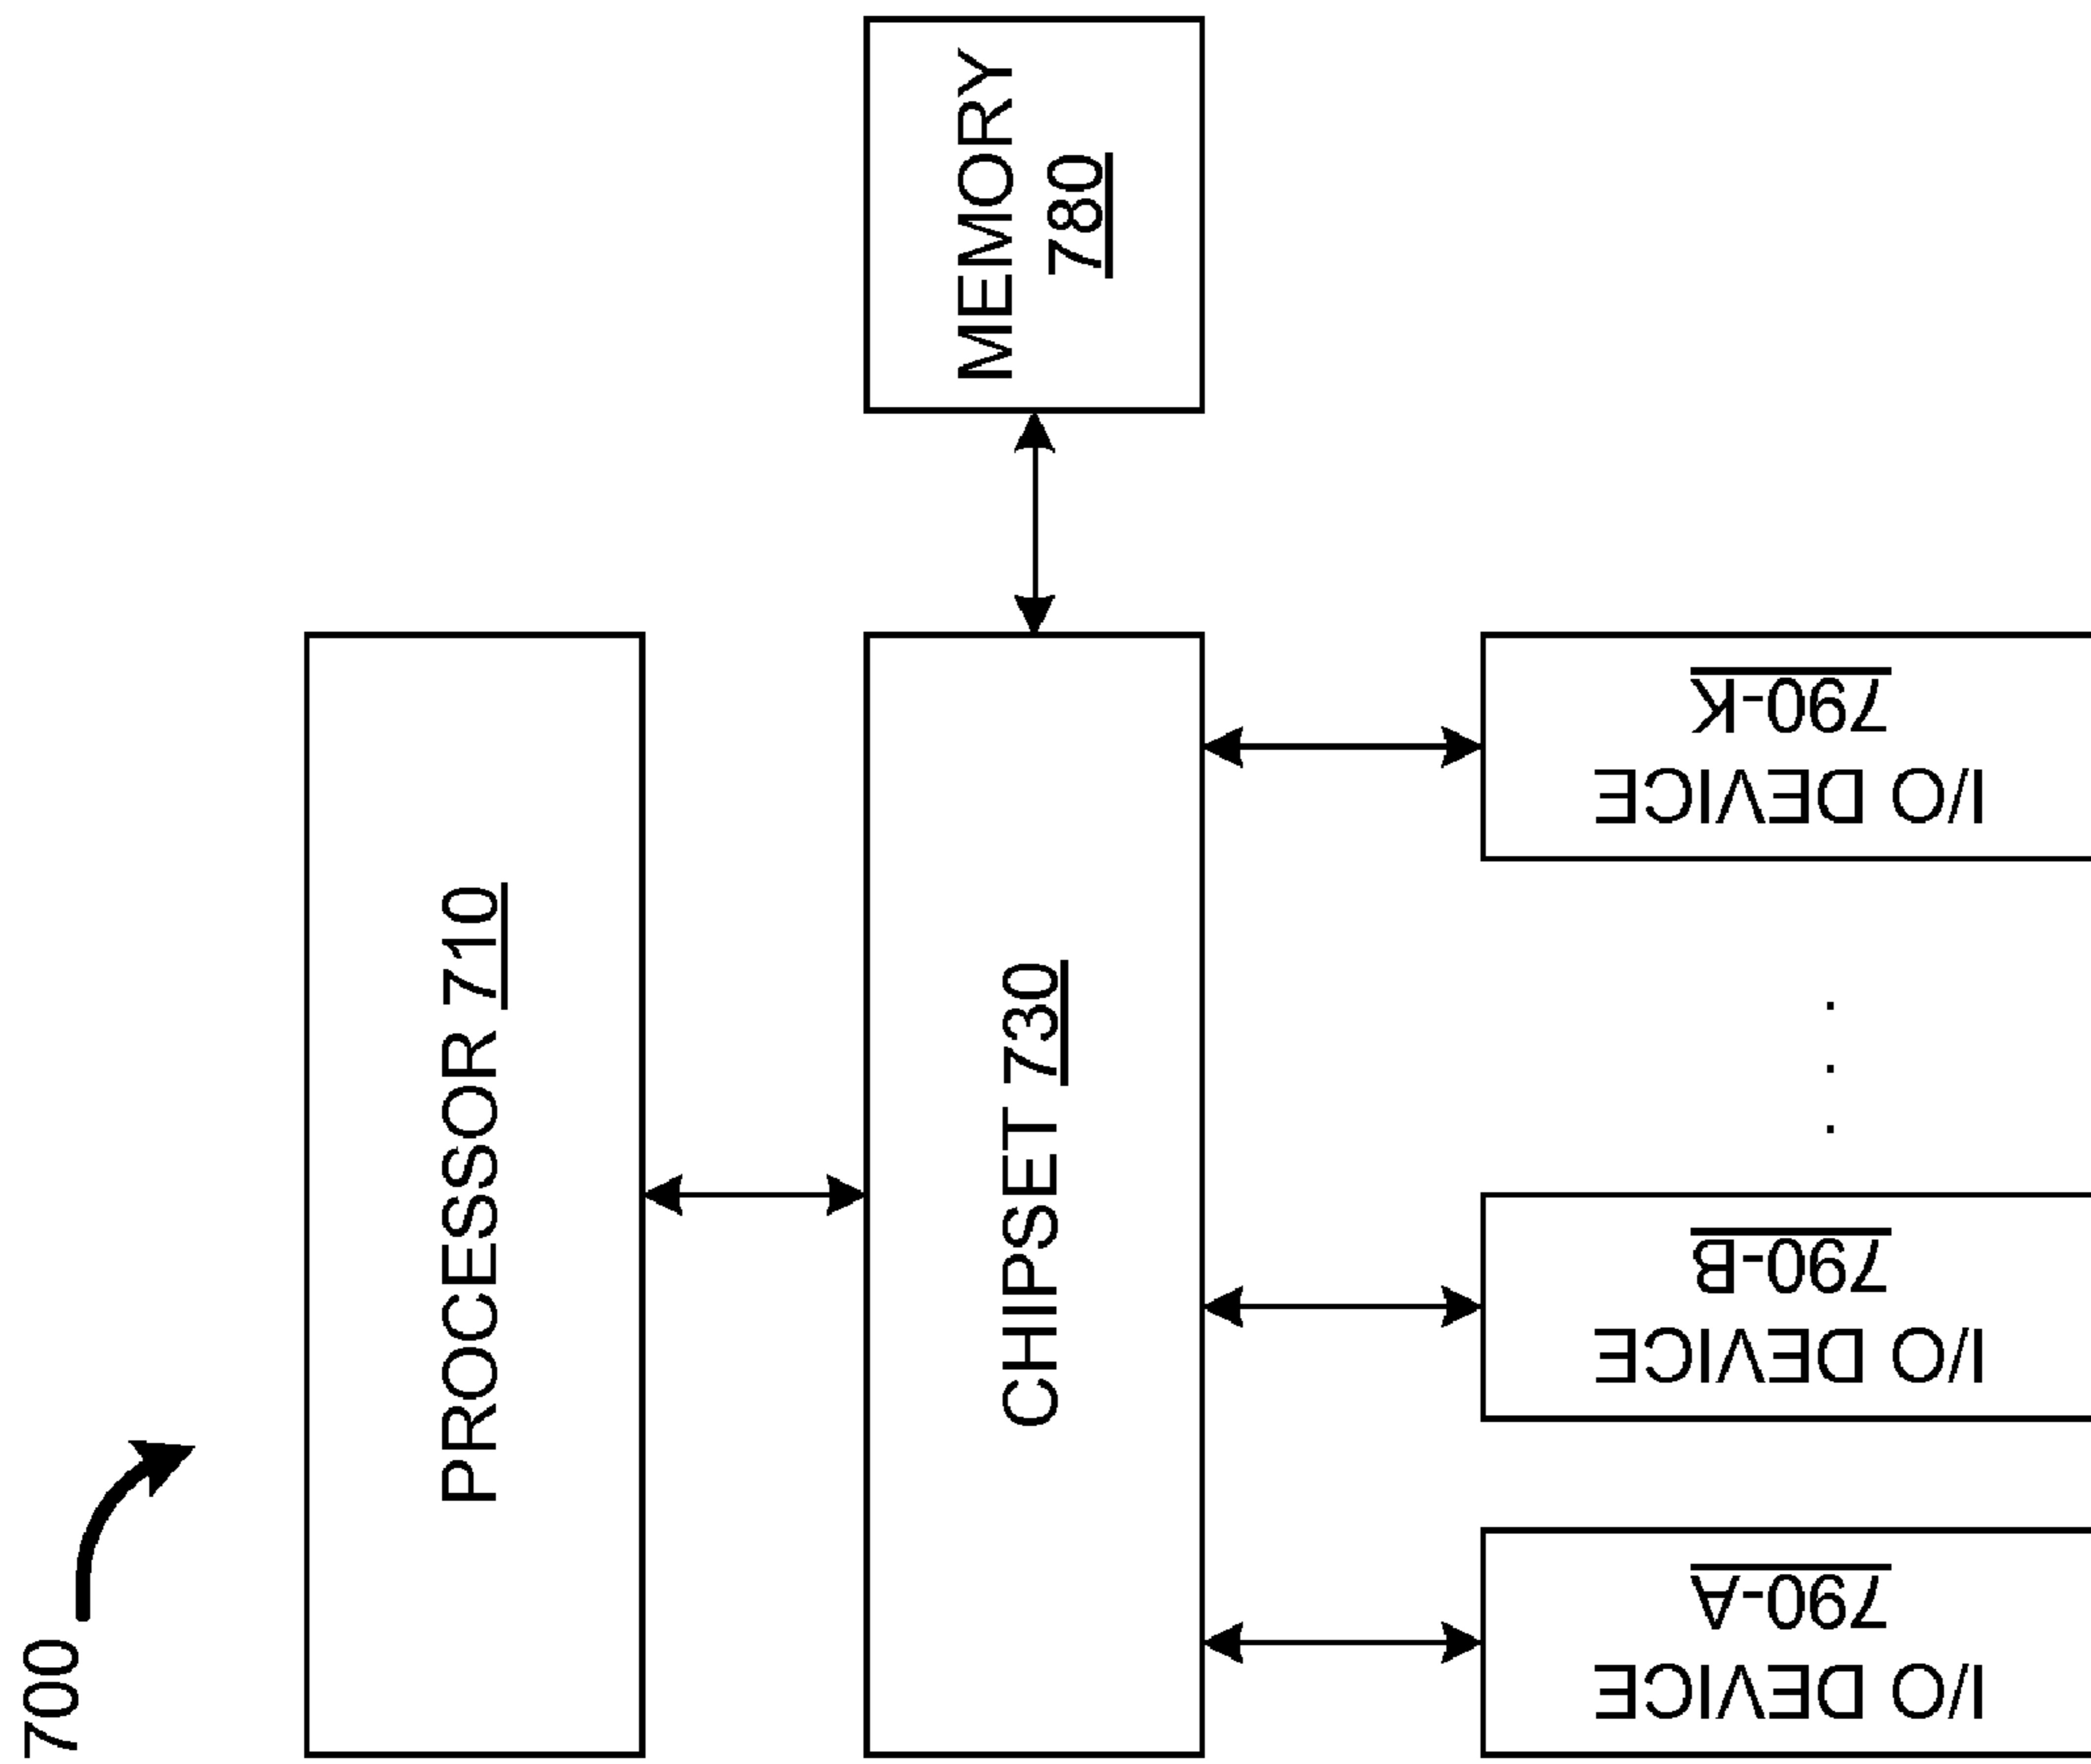 700
PROCESSOR 710
CHIPSET 730
MEMORY
780
I/O DEVICE
790-A
I/O DEVICE
790-B
. . .
I/O DEVICE
790-K